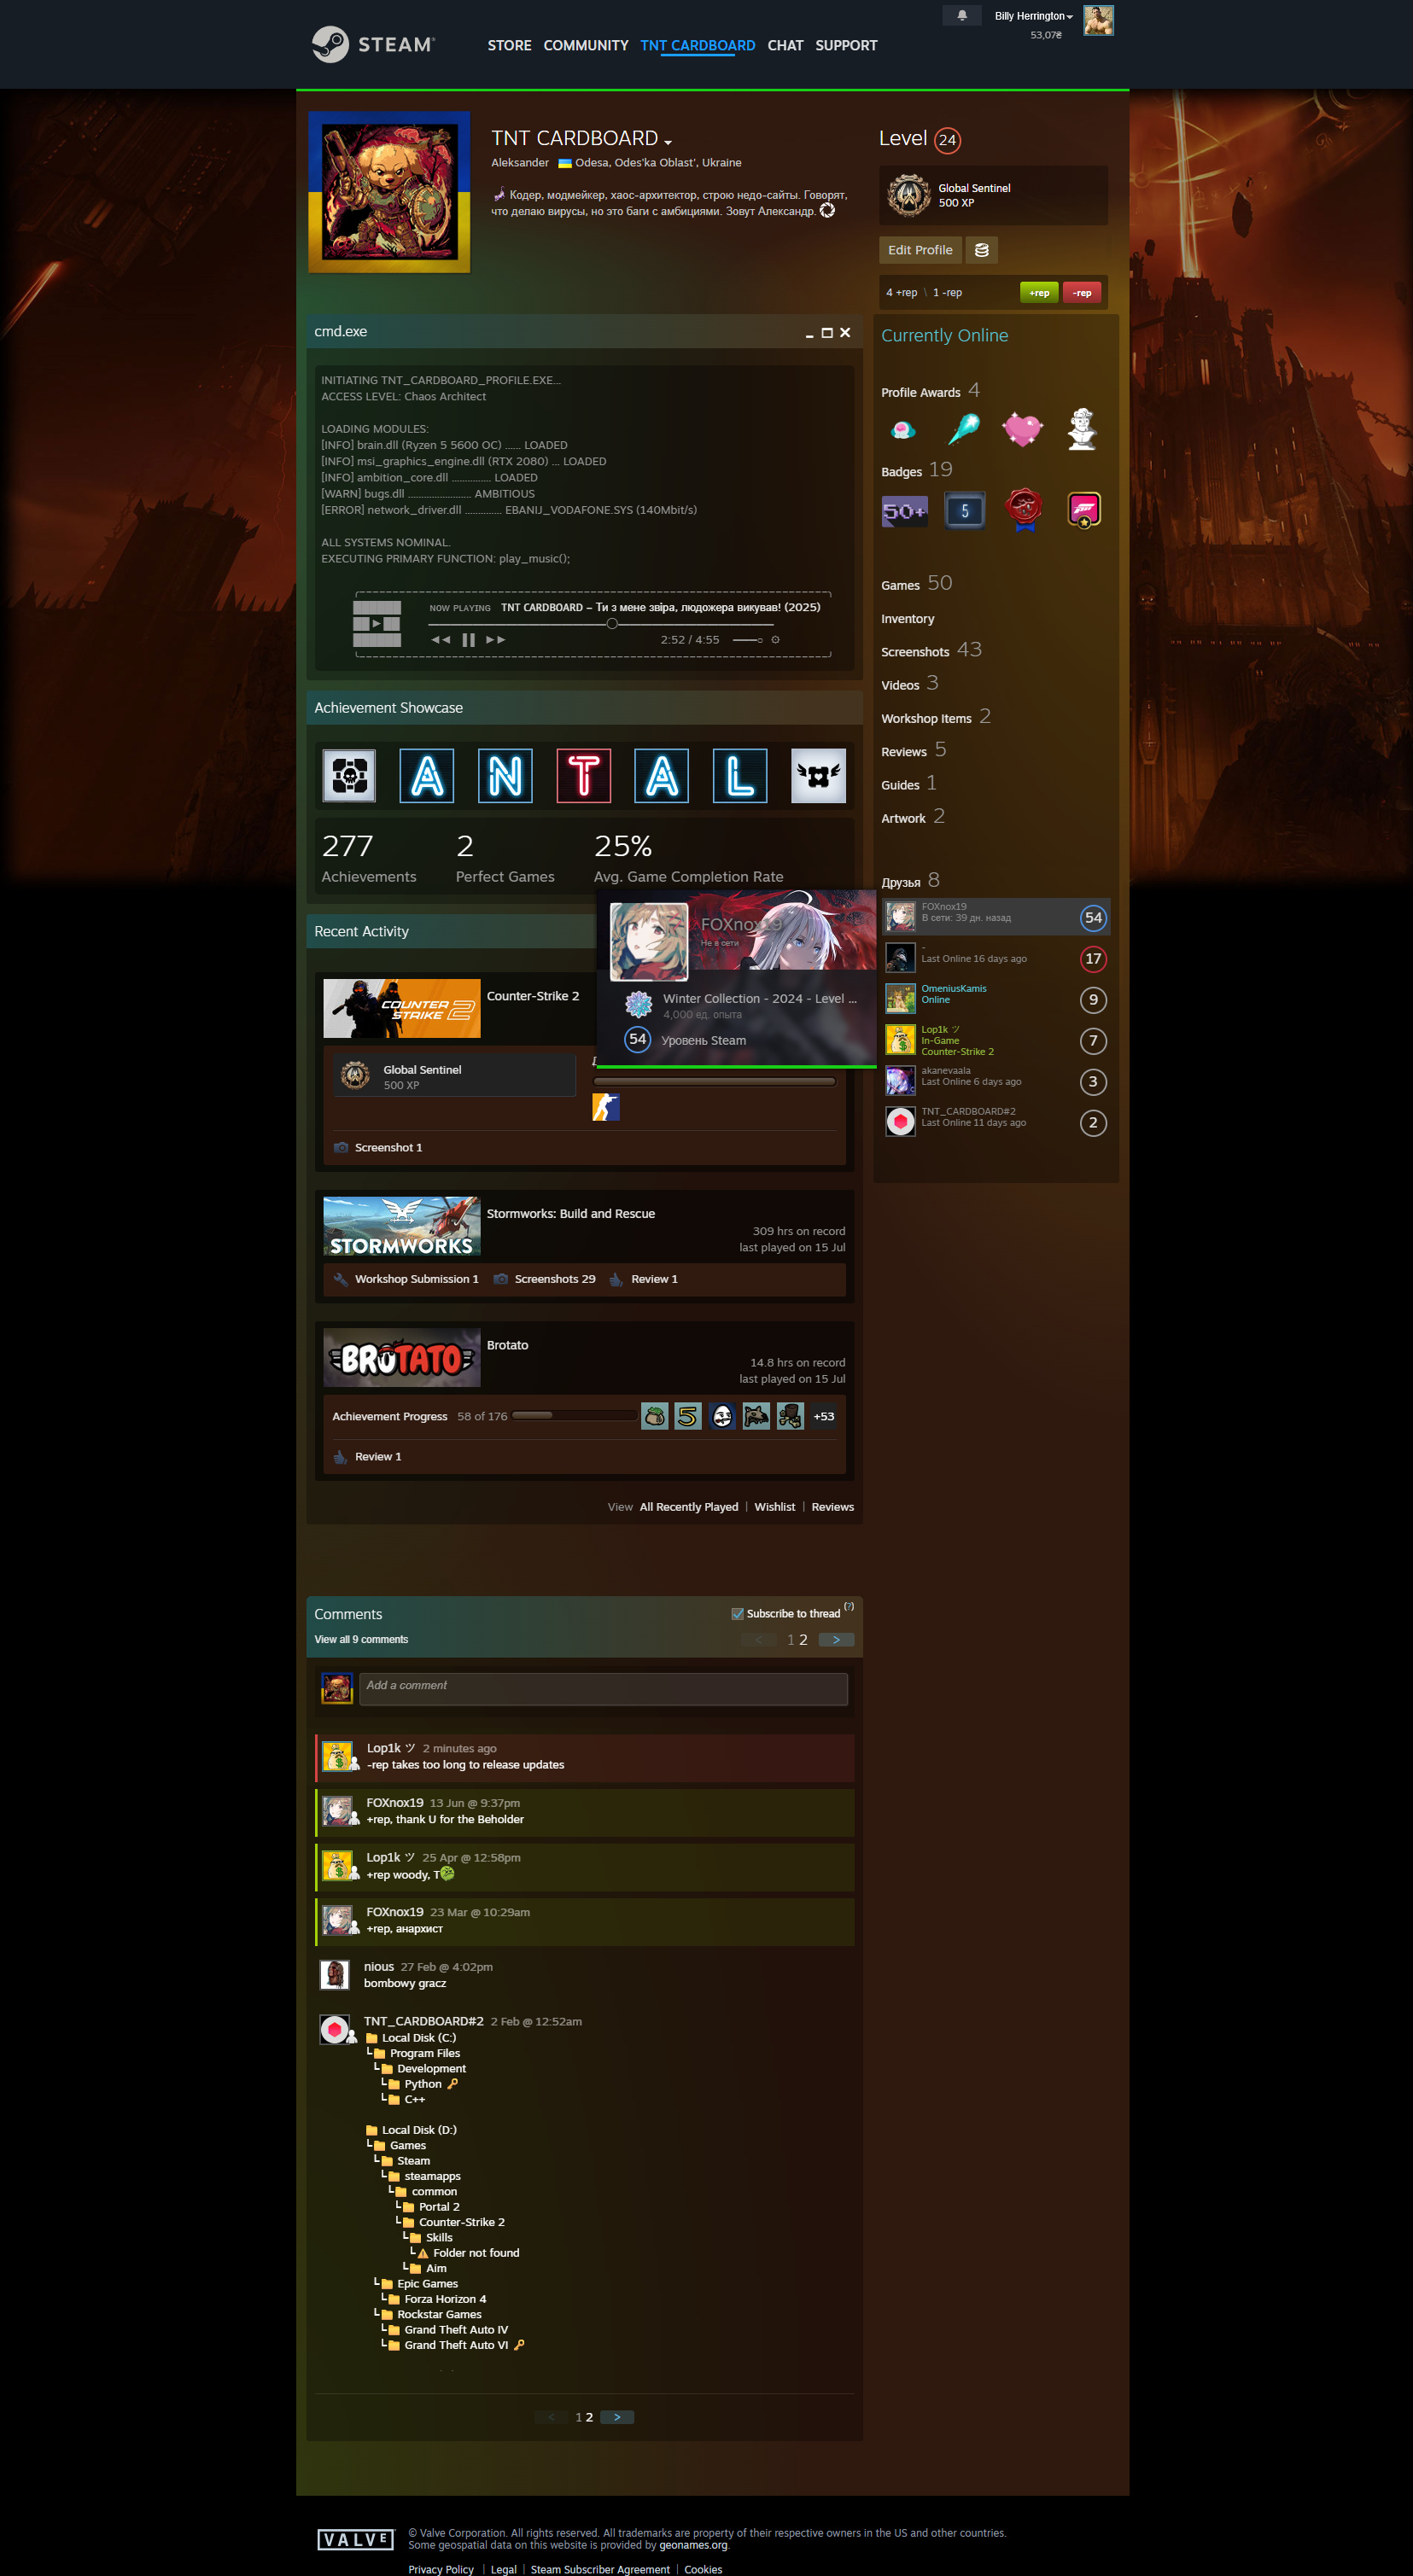 STEAM®
STORE COMMUNITY TNT CARDBOARD CHAT SUPPORT
Billy Herrington
53,07₴
TNT CARDBOARD
Aleksander Odesa, Odes'ka Oblast', Ukraine
Кодер, модмейкер, хаос-архитектор, строю недо-сайты. Говорят,
что делаю вирусы, но это баги с амбициями. Зовут Александр.
Level 24
Global Sentinel
500 XP
Edit Profile
4 +rep \ 1 -rep
+rep -rep
cmd.exe
INITIATING TNT_CARDBOARD_PROFILE.EXE...
ACCESS LEVEL: Chaos Architect
LOADING MODULES:
[INFO] brain.dll (Ryzen 5 5600 OC) ...... LOADED
[INFO] msi_graphics_engine.dll (RTX 2080) ... LOADED
[INFO] ambition_core.dll ............... LOADED
[WARN] bugs.dll ........................ AMBITIOUS
[ERROR] network_driver.dll .............. EBANIJ_VODAFONE.SYS (140Mbit/s)
ALL SYSTEMS NOMINAL.
EXECUTING PRIMARY FUNCTION: play_music();
NOW PLAYING TNT CARDBOARD – Ти з мене звіра, людожера викував! (2025)
2:52 / 4:55
Achievement Showcase
A N T A L
277 2 25%
Achievements Perfect Games Avg. Game Completion Rate
Recent Activity
COUNTER STRIKE 2
Counter-Strike 2
Global Sentinel
500 XP
Screenshot 1
FOXnox19
Не в сети
Winter Collection - 2024 - Level ...
4,000 ед. опыта
54 Уровень Steam
STORMWORKS
Stormworks: Build and Rescue
309 hrs on record
last played on 15 Jul
Workshop Submission 1 Screenshots 29 Review 1
BROTATO
Brotato
14.8 hrs on record
last played on 15 Jul
Achievement Progress 58 of 176 5 +53
Review 1
View All Recently Played | Wishlist | Reviews
Currently Online
Profile Awards 4
Badges 19
50+ 5
Games 50
Inventory
Screenshots 43
Videos 3
Workshop Items 2
Reviews 5
Guides 1
Artwork 2
Друзья 8
FOXnox19
В сети: 39 дн. назад
54
-
Last Online 16 days ago
17
OmeniusKamis
Online
9
Lop1k ツ
In-Game
Counter-Strike 2
7
akanevaala
Last Online 6 days ago
3
TNT_CARDBOARD#2
Last Online 11 days ago
2
Comments
Subscribe to thread (?)
View all 9 comments
< 1 2 >
Add a comment
Lop1k ツ 2 minutes ago
-rep takes too long to release updates
FOXnox19 13 Jun @ 9:37pm
+rep, thank U for the Beholder
Lop1k ツ 25 Apr @ 12:58pm
+rep woody, T
FOXnox19 23 Mar @ 10:29am
+rep, анархист
nious 27 Feb @ 4:02pm
bombowy gracz
TNT_CARDBOARD#2 2 Feb @ 12:52am
Local Disk (C:)
Program Files
Development
Python
C++
Local Disk (D:)
Games
Steam
steamapps
common
Portal 2
Counter-Strike 2
Skills
Folder not found
Aim
Epic Games
Forza Horizon 4
Rockstar Games
Grand Theft Auto IV
Grand Theft Auto VI
< 1 2 >
VALVE
© Valve Corporation. All rights reserved. All trademarks are property of their respective owners in the US and other countries.
Some geospatial data on this website is provided by geonames.org.
Privacy Policy | Legal | Steam Subscriber Agreement | Cookies